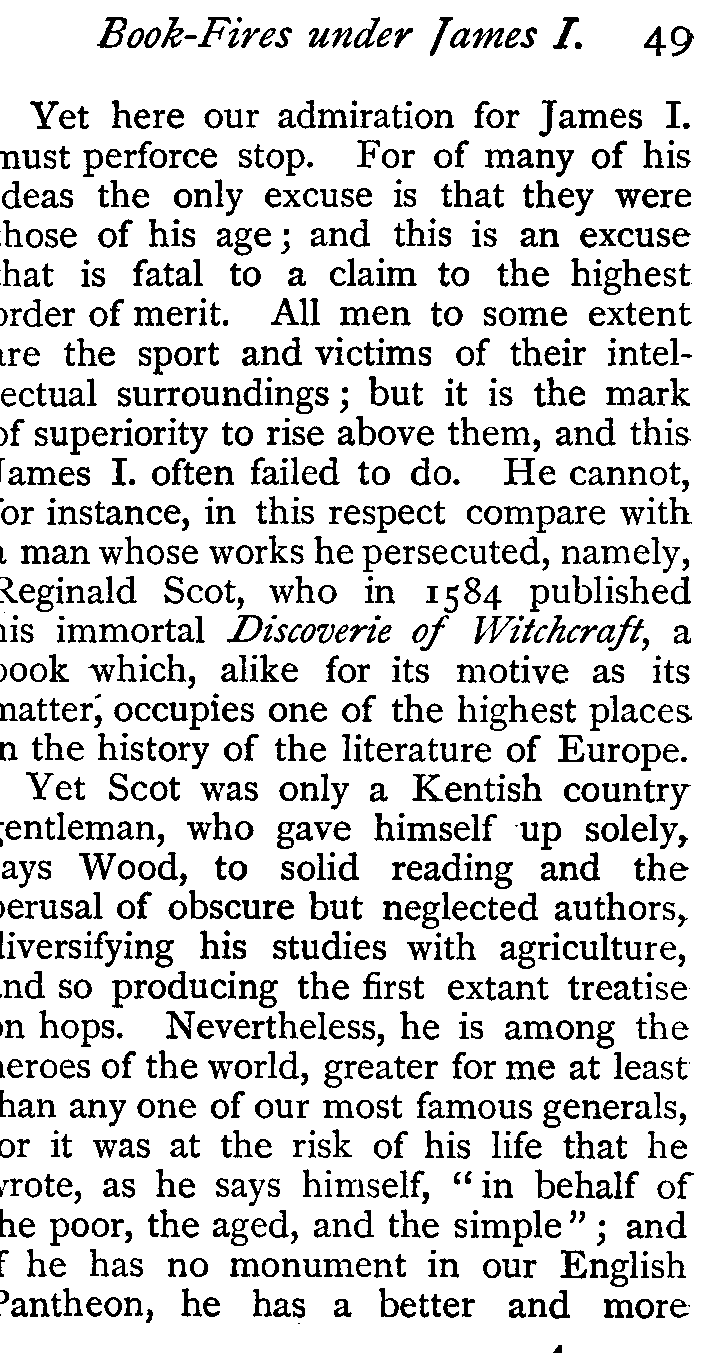 Book-Fires under James I. 49
Yet here our admiration for James I.
must perforce stop. For of many of his
ideas the only excuse is that they were
those of his age; and this is an excuse
that is fatal to a claim to the highest
order of merit. All men to some extent
are the sport and victims of their intel-
lectual surroundings; but it is the mark
of superiority to rise above them, and this
James I. often failed to do. He cannot,
for instance, in this respect compare with
a man whose works he persecuted, namely,
Reginald Scot, who in 1584 published
his immortal Discoverie of Witchcraft, a
book which, alike for its motive as its
matter, occupies one of the highest places
in the history of the literature of Europe.
Yet Scot was only a Kentish country
gentleman, who gave himself up solely,
says Wood, to solid reading and the
perusal of obscure but neglected authors,
diversifying his studies with agriculture,
and so producing the first extant treatise
on hops. Nevertheless, he is among the
heroes of the world, greater for me at least
than any one of our most famous generals,
for it was at the risk of his life that he
wrote, as he says himself, "in behalf of
the poor, the aged, and the simple"; and
if he has no monument in our English
Pantheon, he has a better and more